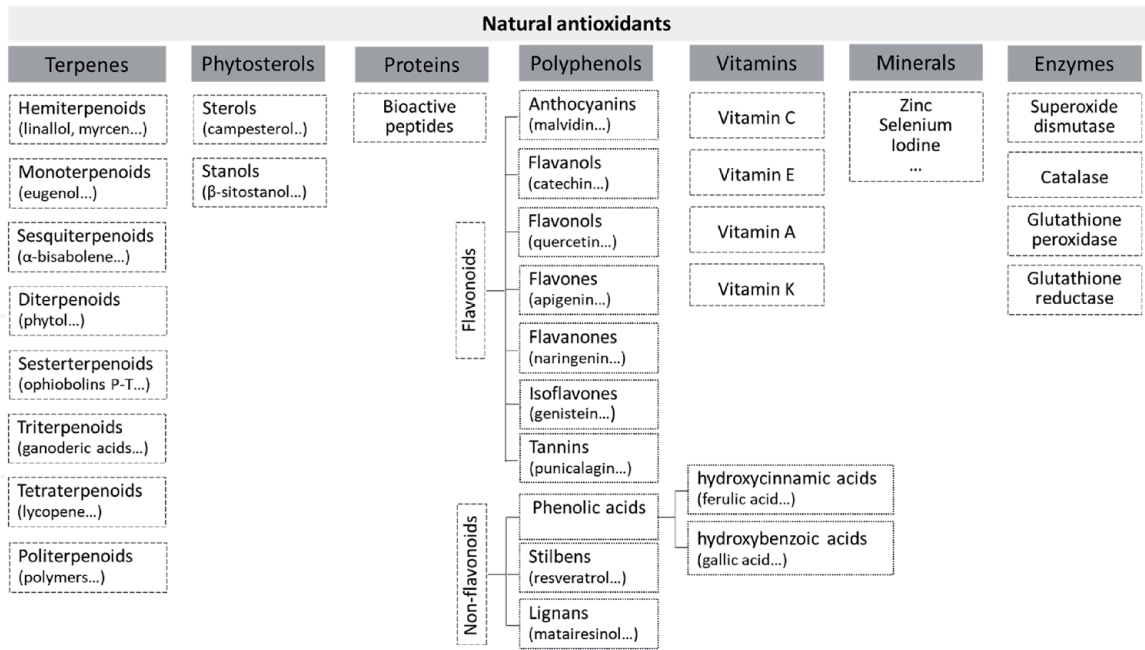 Natural antioxidants
Terpenes
Hemiterpenoids
(linallol, myrcen...)
Monoterpenoids
(eugenol...)
Sesquiterpenoids
(α-bisabolene...)
Diterpenoids
(phytol...)
Sesterterpenoids
(ophiobolins P-T...)
Triterpenoids
(ganoderic acids...)
Tetraterpenoids
(lycopene...)
Politerpenoids
(polymers...)
Phytosterols
Sterols
(campesterol..)
Stanols
(β-sitostanol...)
Proteins
Bioactive
peptides
Polyphenols
Flavonoids
Anthocyanins
(malvidin...)
Flavanols
(catechin...)
Flavonols
(quercetin...)
Flavones
(apigenin...)
Flavanones
(naringenin...)
Isoflavones
(genistein...)
Tannins
(punicalagin...)
Non-flavonoids
Phenolic acids
hydroxycinnamic acids
(ferulic acid...)
hydroxybenzoic acids
(gallic acid...)
Stilbens
(resveratrol...)
Lignans
(matairesinol...)
Vitamins
Vitamin C
Vitamin E
Vitamin A
Vitamin K
Minerals
Zinc
Selenium
Iodine
...
Enzymes
Superoxide
dismutase
Catalase
Glutathione
peroxidase
Glutathione
reductase